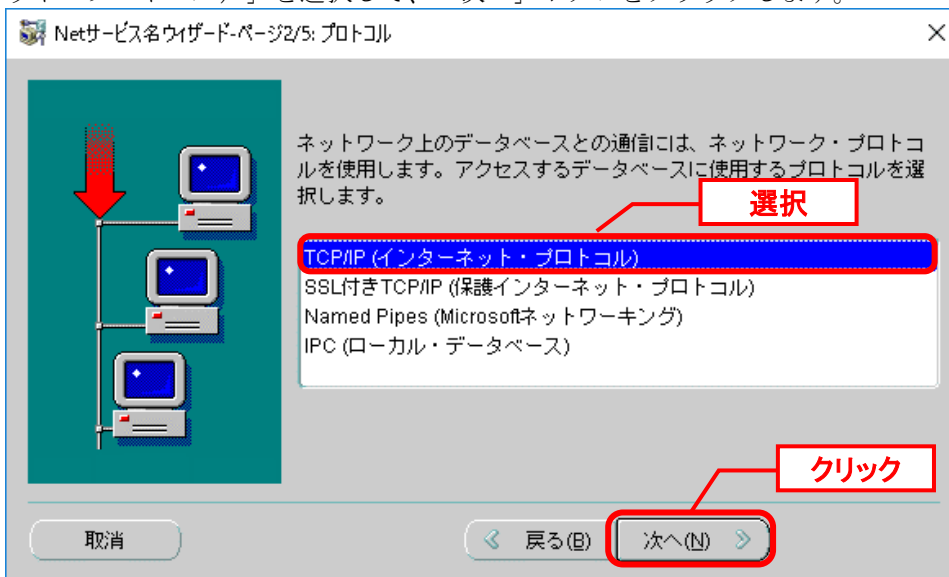 Netサービス名ウィザード-ページ2/5: プロトコル
ネットワーク上のデータベースとの通信には、ネットワーク・プロトコ
ルを使用します。アクセスするデータベースに使用するプロトコルを選
択します。
選択
TCP/IP (インターネット・プロトコル)
SSL付きTCP/IP (保護インターネット・プロトコル)
Named Pipes (Microsoftネットワーキング)
IPC (ローカル・データベース)
クリック
取消
戻る(B)
次へ(N)